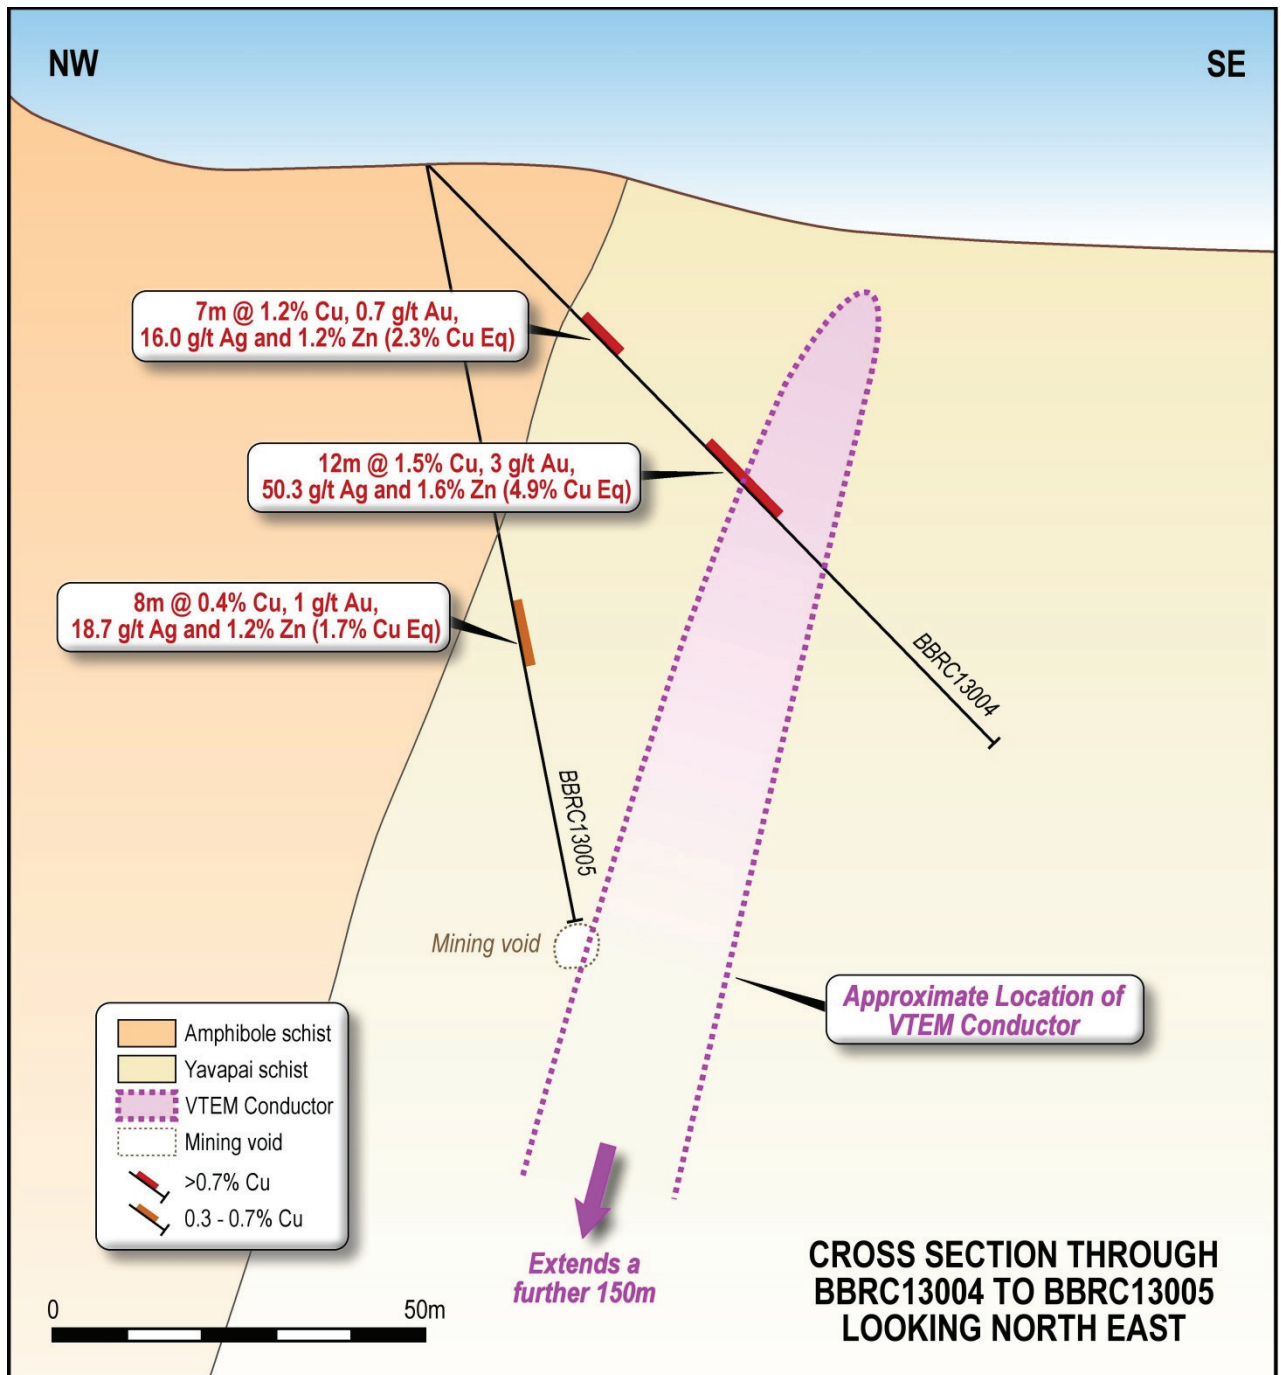 NW
SE
7m @ 1.2% Cu, 0.7 g/t Au,
16.0 g/t Ag and 1.2% Zn (2.3% Cu Eq)
12m @ 1.5% Cu, 3 g/t Au,
50.3 g/t Ag and 1.6% Zn (4.9% Cu Eq)
8m @ 0.4% Cu, 1 g/t Au,
18.7 g/t Ag and 1.2% Zn (1.7% Cu Eq)
BBRC13004
BBRC13005
Mining void
Approximate Location of
VTEM Conductor
Amphibole schist
Yavapai schist
VTEM Conductor
Mining void
>0.7% Cu
0.3 - 0.7% Cu
Extends a
further 150m
0
50m
CROSS SECTION THROUGH
BBRC13004 TO BBRC13005
LOOKING NORTH EAST